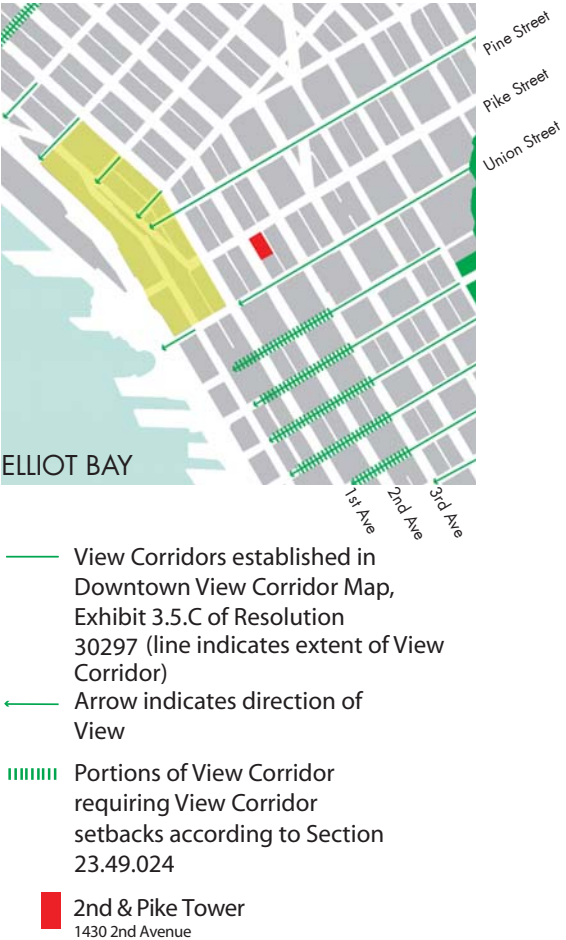 Pine Street
Pike Street
Union Street
ELLIOT BAY
1st Ave
2nd Ave
3rd Ave
View Corridors established in
Downtown View Corridor Map,
Exhibit 3.5.C of Resolution
30297 (line indicates extent of View
Corridor)
Arrow indicates direction of
View
Portions of View Corridor
requiring View Corridor
setbacks according to Section
23.49.024
2nd & Pike Tower
1430 2nd Avenue